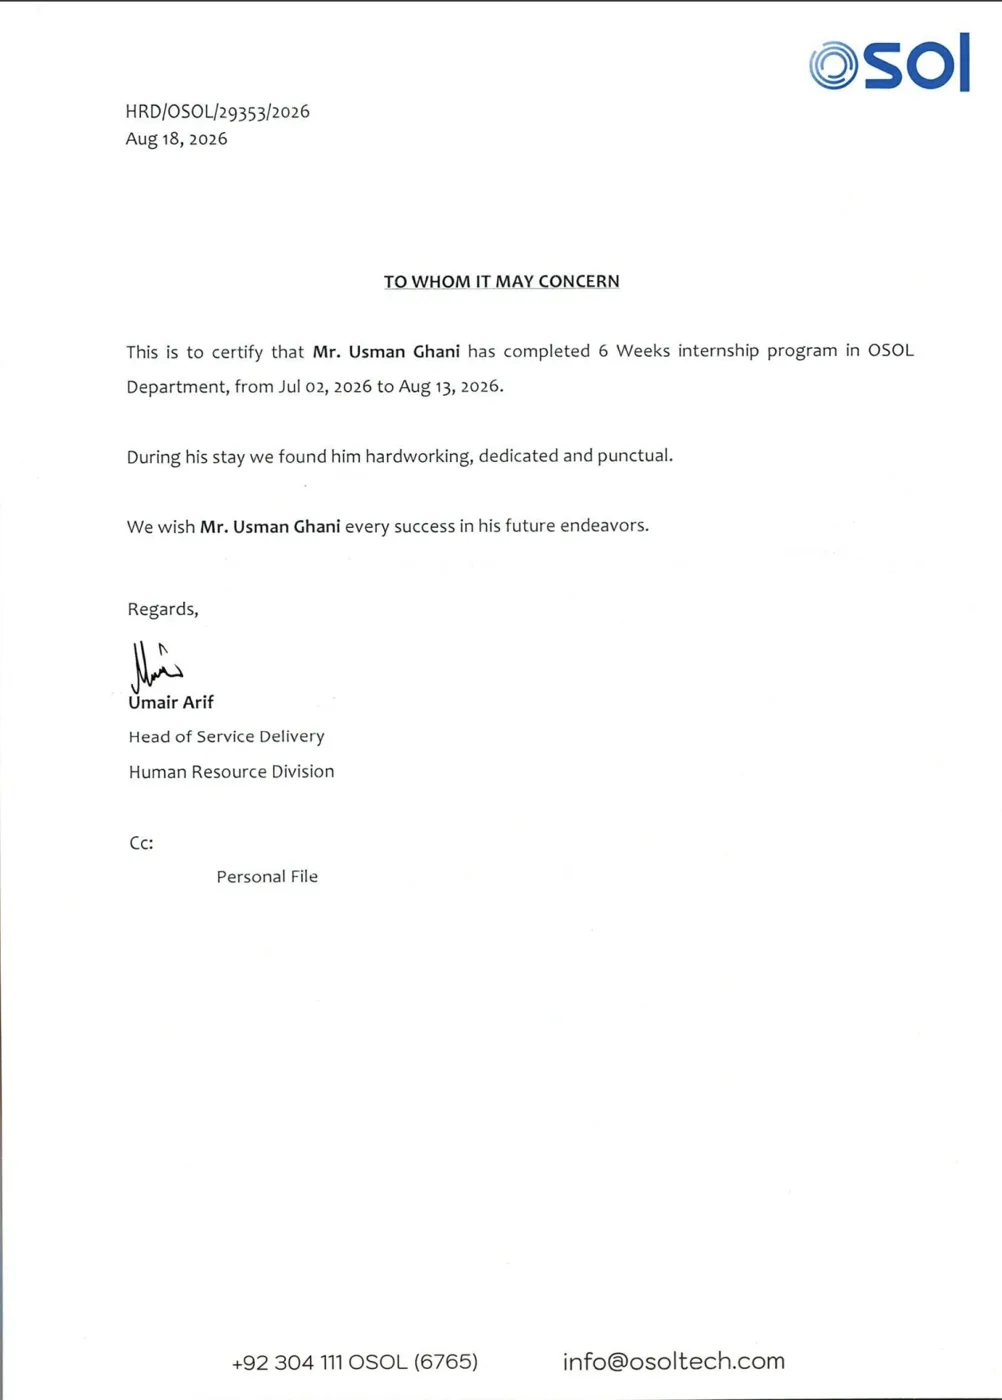 osol
HRD/OSOL/29353/2026
Aug 18, 2026
TO WHOM IT MAY CONCERN
This is to certify that Mr. Usman Ghani has completed 6 Weeks internship program in OSOL
Department, from Jul 02, 2026 to Aug 13, 2026.
During his stay we found him hardworking, dedicated and punctual.
We wish Mr. Usman Ghani every success in his future endeavors.
Regards,
Umair Arif
Head of Service Delivery
Human Resource Division
Cc:
Personal File
+92 304 111 OSOL (6765) info@osoltech.com